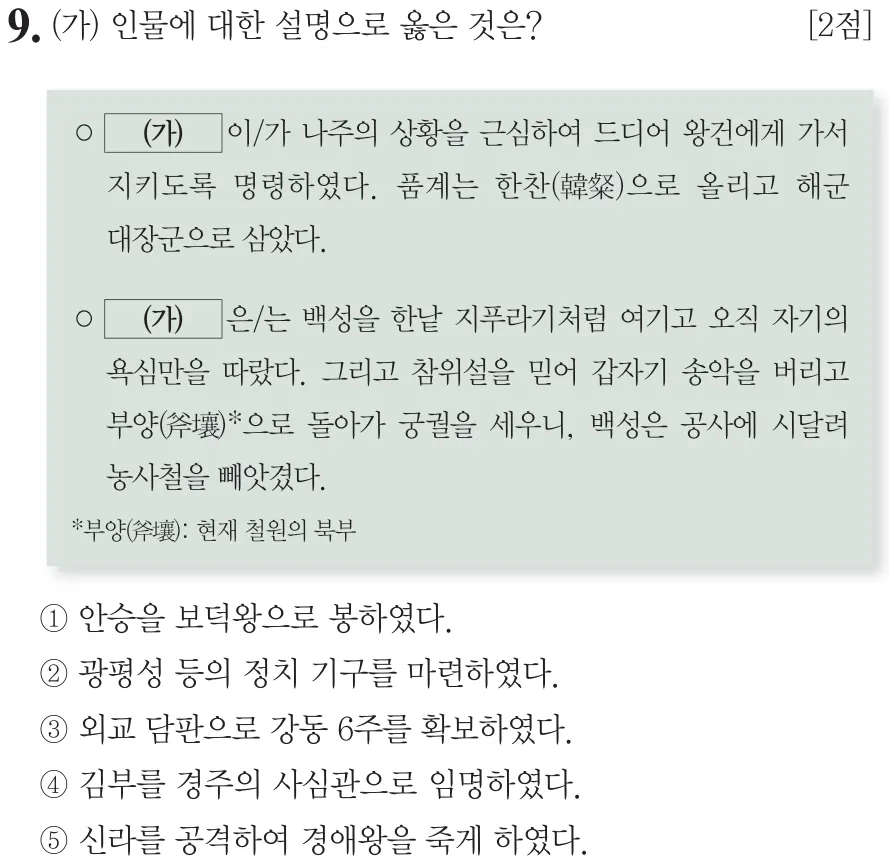 9. (가) 인물에 대한 설명으로 옳은 것은? [2점]
○ (가) 이/가 나주의 상황을 근심하여 드디어 왕건에게 가서
지키도록 명령하였다. 품계는 한찬(韓粲)으로 올리고 해군
대장군으로 삼았다.
○ (가) 은/는 백성을 한낱 지푸라기처럼 여기고 오직 자기의
욕심만을 따랐다. 그리고 참위설을 믿어 갑자기 송악을 버리고
부양(斧壤)*으로 돌아가 궁궐을 세우니, 백성은 공사에 시달려
농사철을 빼앗겼다.
*부양(斧壤): 현재 철원의 북부
① 안승을 보덕왕으로 봉하였다.
② 광평성 등의 정치 기구를 마련하였다.
③ 외교 담판으로 강동 6주를 확보하였다.
④ 김부를 경주의 사심관으로 임명하였다.
⑤ 신라를 공격하여 경애왕을 죽게 하였다.